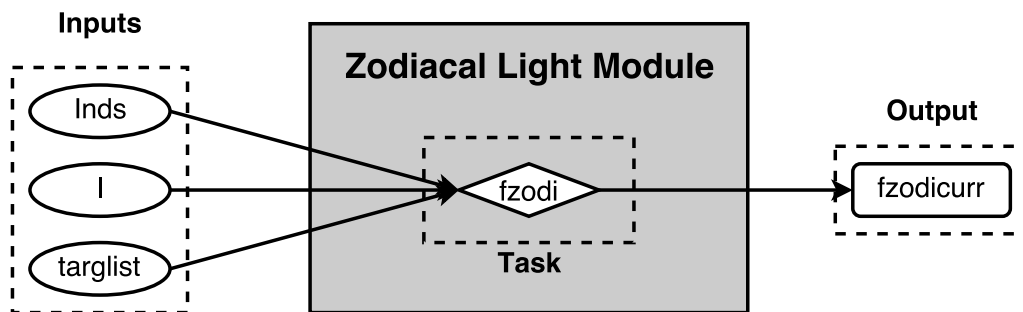 Inputs
Inds
I
targlist
Zodiacal Light Module
fzodi
Task
Output
fzodicurr